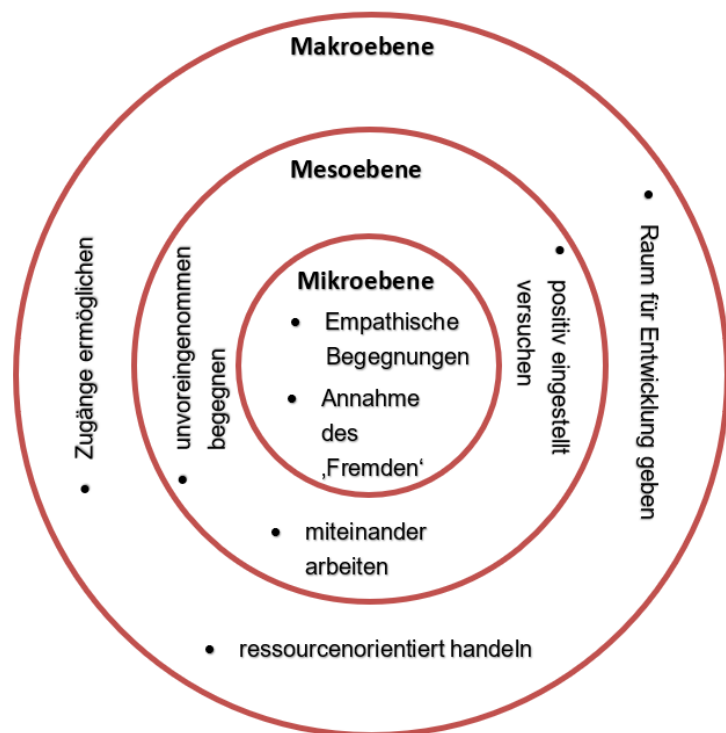 Makroebene
Mesoebene
Mikroebene
• Empathische
Begegnungen
• Annahme
des
‚Fremden‘
• unvoreingenommen
begegnen
• positiv eingestellt
versuchen
• miteinander
arbeiten
• Zugänge ermöglichen
• Raum für Entwicklung geben
• ressourcenorientiert handeln